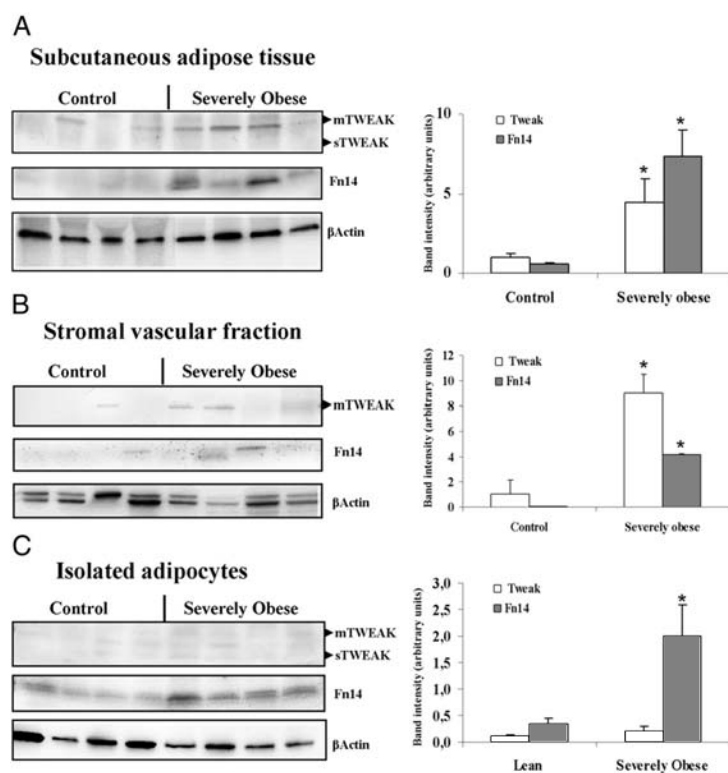 A
Subcutaneous adipose tissue
Control Severely Obese
mTWEAK
sTWEAK
Fn14
βActin
Band intensity (arbitrary units)
10
5
0
Tweak
Fn14
*
*
Control Severely obese
B
Stromal vascular fraction
Control Severely Obese
mTWEAK
Fn14
βActin
Band intensity (arbitrary units)
12
10
8
6
4
2
0
Tweak
Fn14
*
*
Control Severely obese
C
Isolated adipocytes
Control Severely Obese
mTWEAK
sTWEAK
Fn14
βActin
Band intensity (arbitrary units)
3,0
2,5
2,0
1,5
1,0
0,5
0,0
Tweak
Fn14
*
Lean Severely Obese